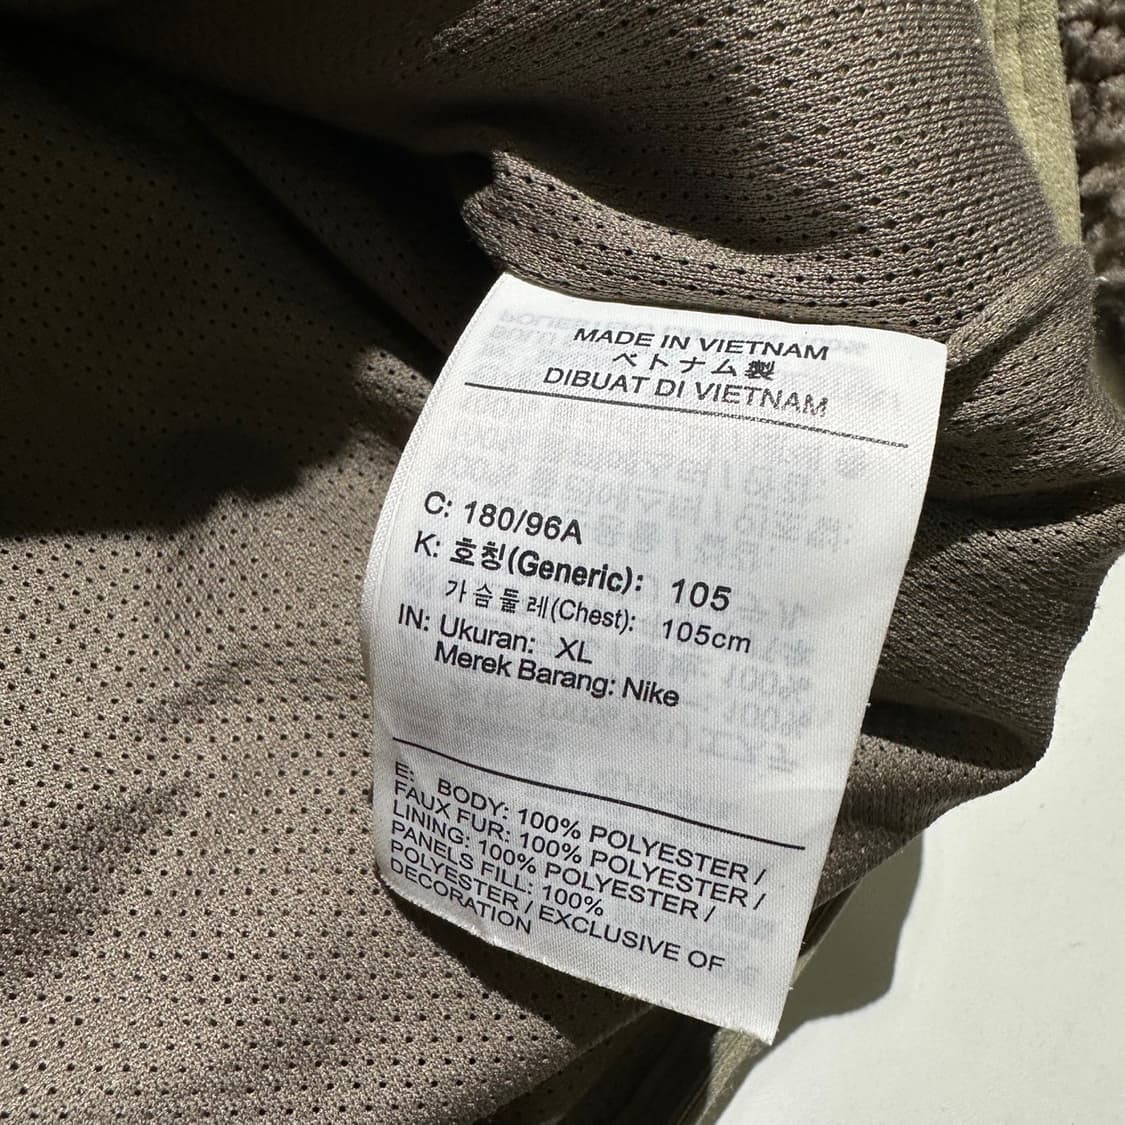 MADE IN VIETNAM
ベトナム製
DIBUAT DI VIETNAM
C: 180/96A
K: 호칭(Generic): 105
가슴둘레(Chest): 105cm
IN: Ukuran: XL
Merek Barang: Nike
E: BODY: 100% POLYESTER /
FAUX FUR: 100% POLYESTER /
LINING: 100% POLYESTER /
PANELS FILL: 100%
POLYESTER / EXCLUSIVE OF
DECORATION